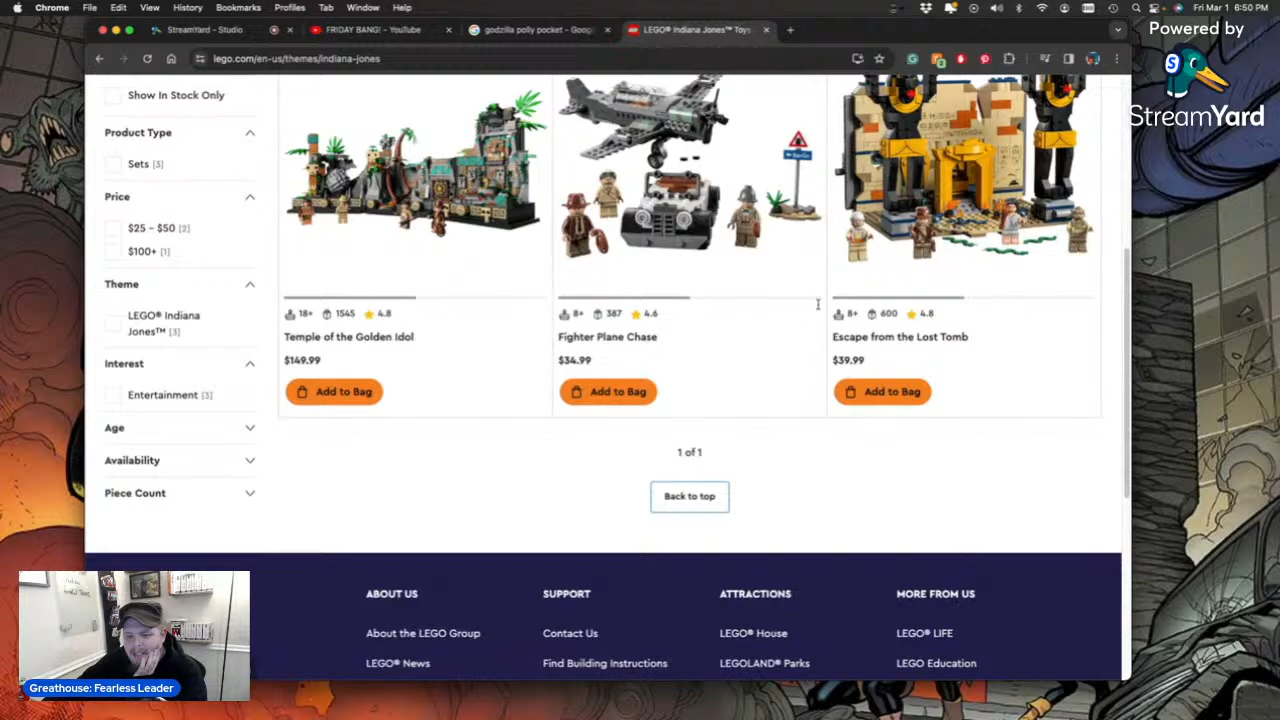 Chrome File Edit View History Bookmarks Profiles Tab Window Help
Fri Mar 1 6:50 PM
StreamYard - Studio
FRIDAY BANG! - YouTube
godzilla polly pocket - Goog
LEGO® Indiana Jones™ Toys
lego.com/en-us/themes/indiana-jones
Powered by
S
StreamYard
Show In Stock Only
Product Type
Sets [3]
Price
$25 - $50 [2]
$100+ [1]
Theme
LEGO® Indiana
Jones™ [3]
Interest
Entertainment [3]
Age
Availability
Piece Count
Berlin
18+ 1545 4.8
Temple of the Golden Idol
$149.99
Add to Bag
8+ 387 4.6
Fighter Plane Chase
$34.99
Add to Bag
8+ 600 4.8
Escape from the Lost Tomb
$39.99
Add to Bag
1 of 1
Back to top
ABOUT US
About the LEGO Group
LEGO® News
SUPPORT
Contact Us
Find Building Instructions
ATTRACTIONS
LEGO® House
LEGOLAND® Parks
MORE FROM US
LEGO® LIFE
LEGO Education
Greathouse: Fearless Leader